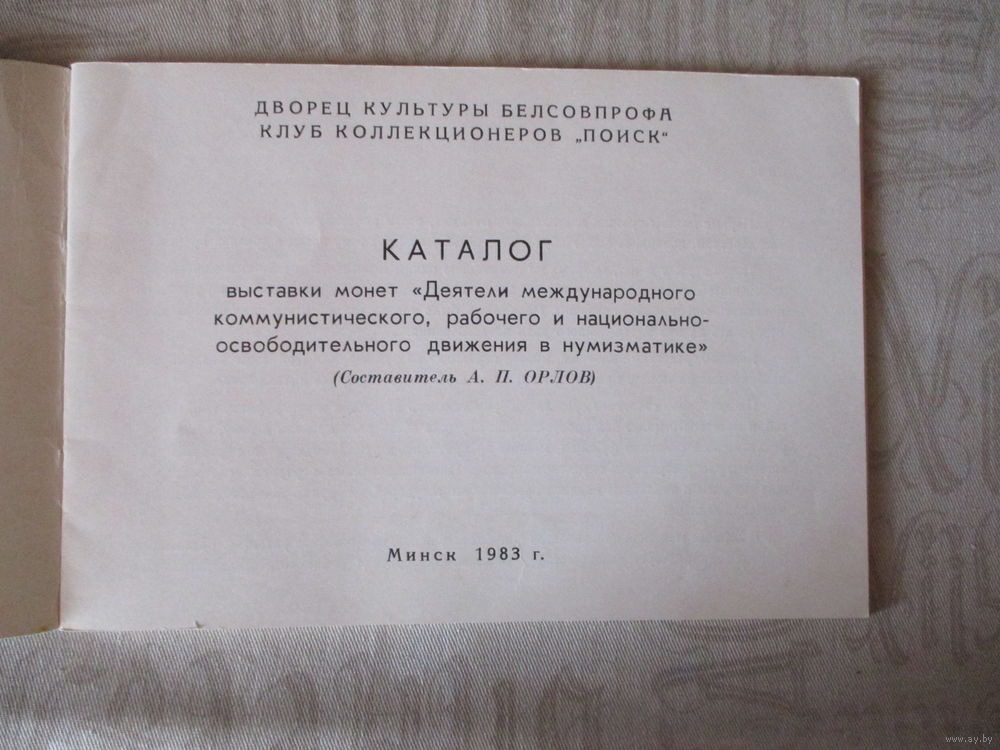 ДВОРЕЦ КУЛЬТУРЫ БЕЛСОВПРОФА
КЛУБ КОЛЛЕКЦИОНЕРОВ „ПОИСК“
КАТАЛОГ
выставки монет «Деятели международного
коммунистического, рабочего и национально-
освободительного движения в нумизматике»
(Составитель А. П. ОРЛОВ)
Минск 1983 г.
www.ay.by